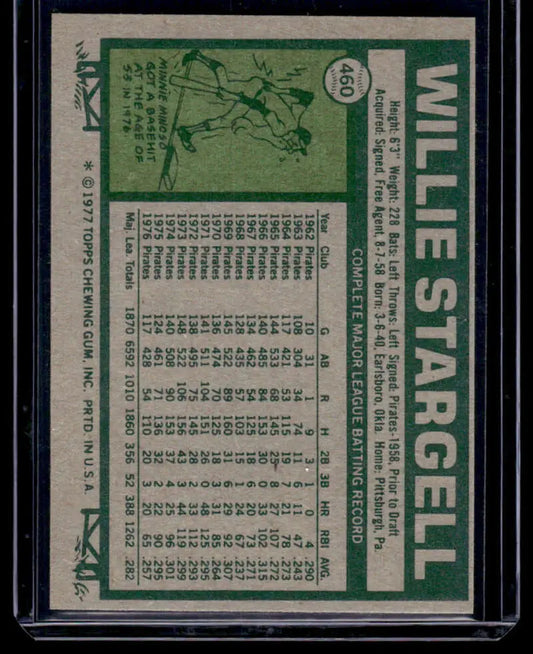 WILLIE STARGELL
460
Height: 6'3" Weight: 228 Bats: Left Throws: Left Signed: Pirates-1958, Prior to Draft
Acquired: Signed, Free Agent, 8-7-58 Born: 3-6-40, Earlsboro, Okla. Home: Pittsburgh, Pa.
COMPLETE MAJOR LEAGUE BATTING RECORD
Year Club G AB R H 2B 3B HR RBI AVG.
1962 Pirates 10 31 1 9 3 1 0 4 .290
1963 Pirates 108 304 34 74 11 6 11 47 .243
1964 Pirates 117 421 53 115 19 7 21 78 .273
1965 Pirates 144 533 68 145 25 8 27 107 .272
1966 Pirates 140 485 84 153 30 0 33 102 .315
1967 Pirates 134 462 54 125 18 6 20 73 .271
1968 Pirates 128 435 57 103 15 1 24 67 .237
1969 Pirates 145 522 89 160 31 6 29 92 .307
1970 Pirates 136 474 70 125 18 3 31 85 .264
1971 Pirates 141 511 104 151 26 0 48 125 .295
1972 Pirates 138 495 75 145 28 2 33 112 .293
1973 Pirates 148 522 106 156 43 3 44 119 .299
1974 Pirates 140 508 90 153 37 4 25 96 .301
1975 Pirates 124 461 71 136 32 2 22 90 .295
1976 Pirates 117 428 54 110 20 3 20 65 .257
Maj. Lea. Totals 1870 6592 1010 1860 356 52 388 1262 .282
MINNIE MINOSO
GOT A BASEHIT
AT THE AGE OF
53 IN 1976.
* © 1977 TOPPS CHEWING GUM, INC. PRTD. IN U.S.A.